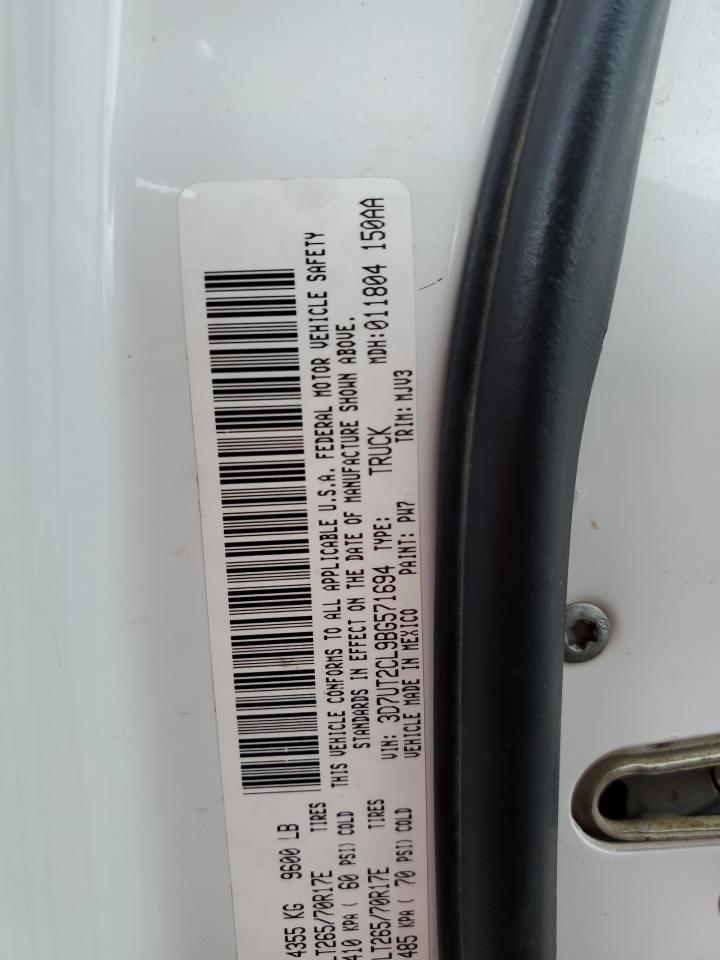 4355 KG 9600 LB
LT265/70R17E TIRES
410 KPA ( 60 PSI) COLD
LT265/70R17E TIRES
485 KPA ( 70 PSI) COLD
THIS VEHICLE CONFORMS TO ALL APPLICABLE U.S.A. FEDERAL MOTOR VEHICLE SAFETY
STANDARDS IN EFFECT ON THE DATE OF MANUFACTURE SHOWN ABOVE.
VIN: 3D7UT2CL9BG571694 TYPE: TRUCK MDH:011804 150AA
VEHICLE MADE IN MEXICO PAINT: PW7 TRIM: MJV3